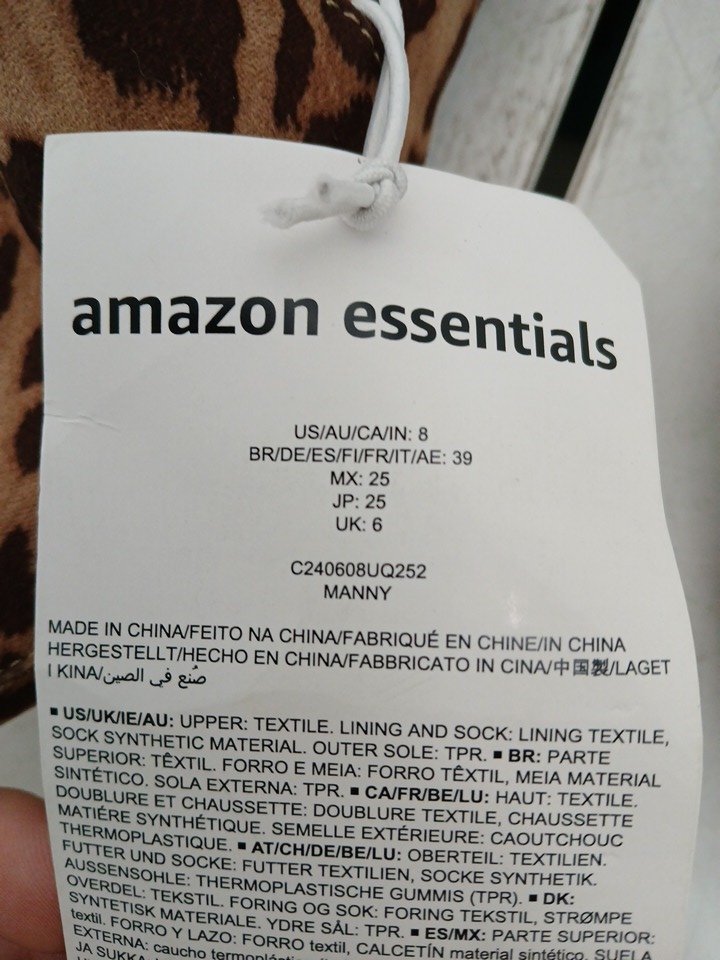 amazon essentials
US/AU/CA/IN: 8
BR/DE/ES/FI/FR/IT/AE: 39
MX: 25
JP: 25
UK: 6
C240608UQ252
MANNY
MADE IN CHINA/FEITO NA CHINA/FABRIQUÉ EN CHINE/IN CHINA
HERGESTELLT/HECHO EN CHINA/FABBRICATO IN CINA/中国製/LAGET
I KINA/صُنع في الصين
▪ US/UK/IE/AU: UPPER: TEXTILE. LINING AND SOCK: LINING TEXTILE,
SOCK SYNTHETIC MATERIAL. OUTER SOLE: TPR. ▪ BR: PARTE
SUPERIOR: TÊXTIL. FORRO E MEIA: FORRO TÊXTIL, MEIA MATERIAL
SINTÉTICO. SOLA EXTERNA: TPR. ▪ CA/FR/BE/LU: HAUT: TEXTILE.
DOUBLURE ET CHAUSSETTE: DOUBLURE TEXTILE, CHAUSSETTE
MATIÉRE SYNTHÉTIQUE. SEMELLE EXTÉRIEURE: CAOUTCHOUC
THERMOPLASTIQUE. ▪ AT/CH/DE/BE/LU: OBERTEIL: TEXTILIEN.
FUTTER UND SOCKE: FUTTER TEXTILIEN, SOCKE SYNTHETIK.
AUSSENSOHLE: THERMOPLASTISCHE GUMMIS (TPR). ▪ DK:
OVERDEL: TEKSTIL. FORING OG SOK: FORING TEKSTIL, STRØMPE
SYNTETISK MATERIALE. YDRE SÅL: TPR. ▪ ES/MX: PARTE SUPERIOR:
textil. FORRO Y LAZO: FORRO textil, CALCETÍN material sintético. SUELA
EXTERNA: caucho
JA SUKKA: